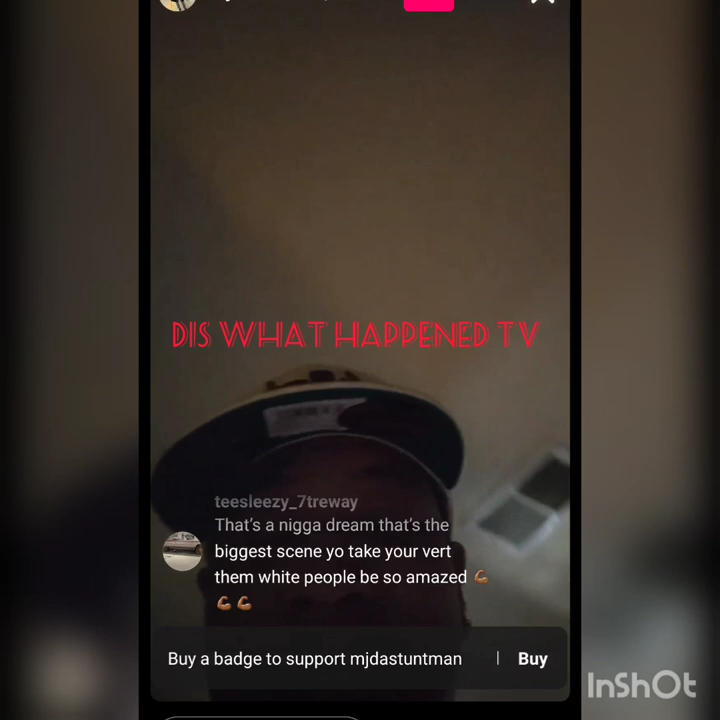 DIS WHAT HAPPENED TV
teesleezy_7treway
That's a nigga dream that's the
biggest scene yo take your vert
them white people be so amazed 💪🏾
💪🏾 💪🏾
Buy a badge to support mjdastuntman | Buy
InShOt